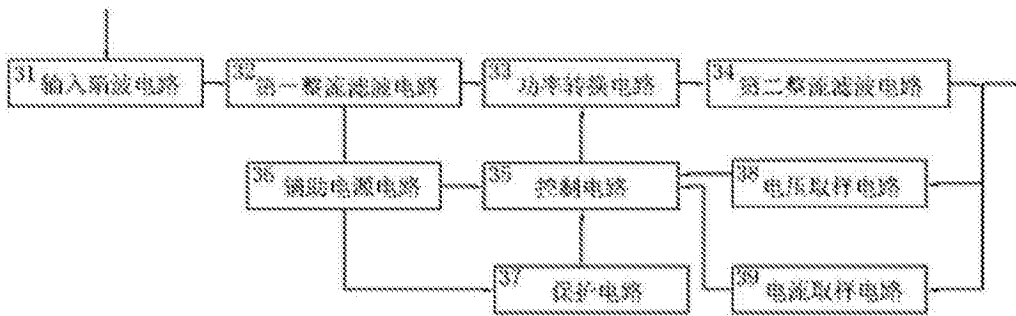 31 输入陷波电路
32 第一整流滤波电路
33 功率转换电路
34 第二整流滤波电路
36 辅助电源电路
35 控制电路
38 电压取样电路
37 保护电路
39 电流取样电路